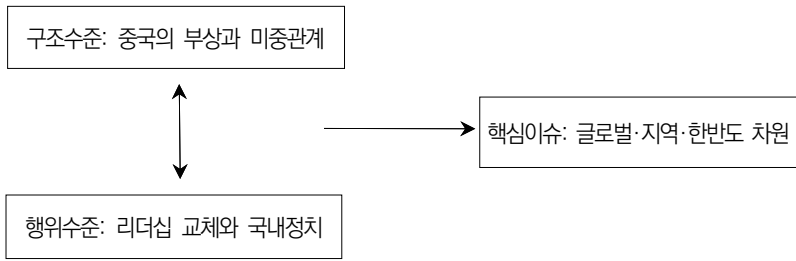 구조수준: 중국의 부상과 미중관계
핵심이슈: 글로벌·지역·한반도 차원
행위수준: 리더십 교체와 국내정치